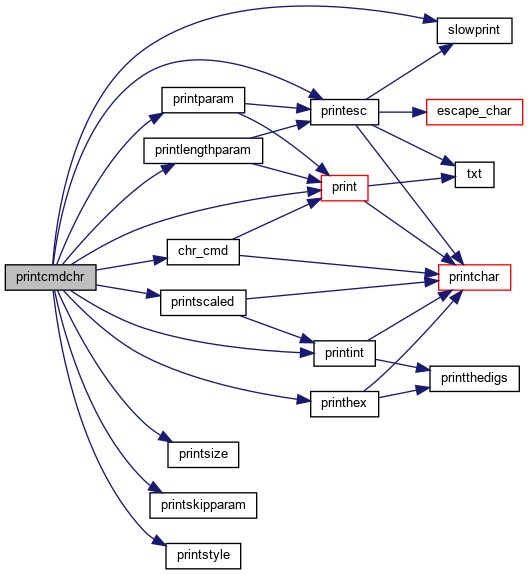 slowprint
printparam
printesc
escape_char
printlengthparam
txt
print
chr_cmd
printcmdchr
printchar
printscaled
printint
printthedigs
printhex
printsize
printskipparam
printstyle